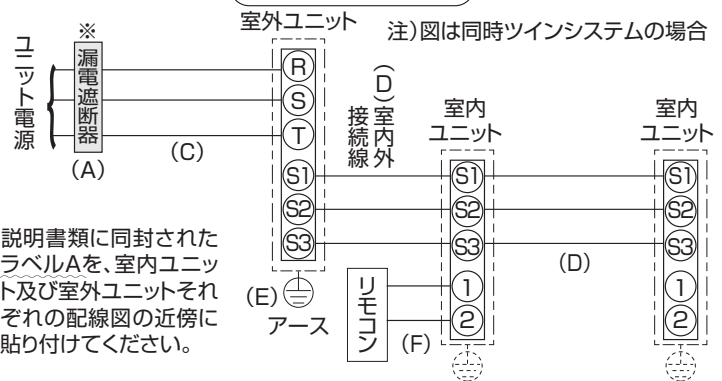 室外ユニット
注)図は同時ツインシステムの場合
ユニット電源
※
漏電遮断器
(A)
(C)
R
S
T
S1
S2
S3
(D)室内外
接続線
室内
ユニット
S1
S2
S3
1
2
室内
ユニット
S1
S2
S3
1
2
(D)
(E)
アース
リモコン
(F)
説明書類に同封された
ラベルAを、室内ユニッ
ト及び室外ユニットそれ
ぞれの配線図の近傍に
貼り付けてください。